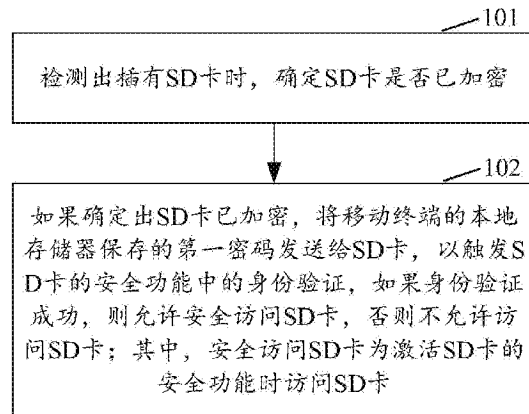 101
检测出插有SD卡时，确定SD卡是否已加密
102
如果确定出SD卡已加密，将移动终端的本地
存储器保存的第一密码发送给SD卡，以触发S
D卡的安全功能中的身份验证，如果身份验证
成功，则允许安全访问SD卡，否则不允许访
问SD卡；其中，安全访问SD卡为激活SD卡的
安全功能时访问SD卡